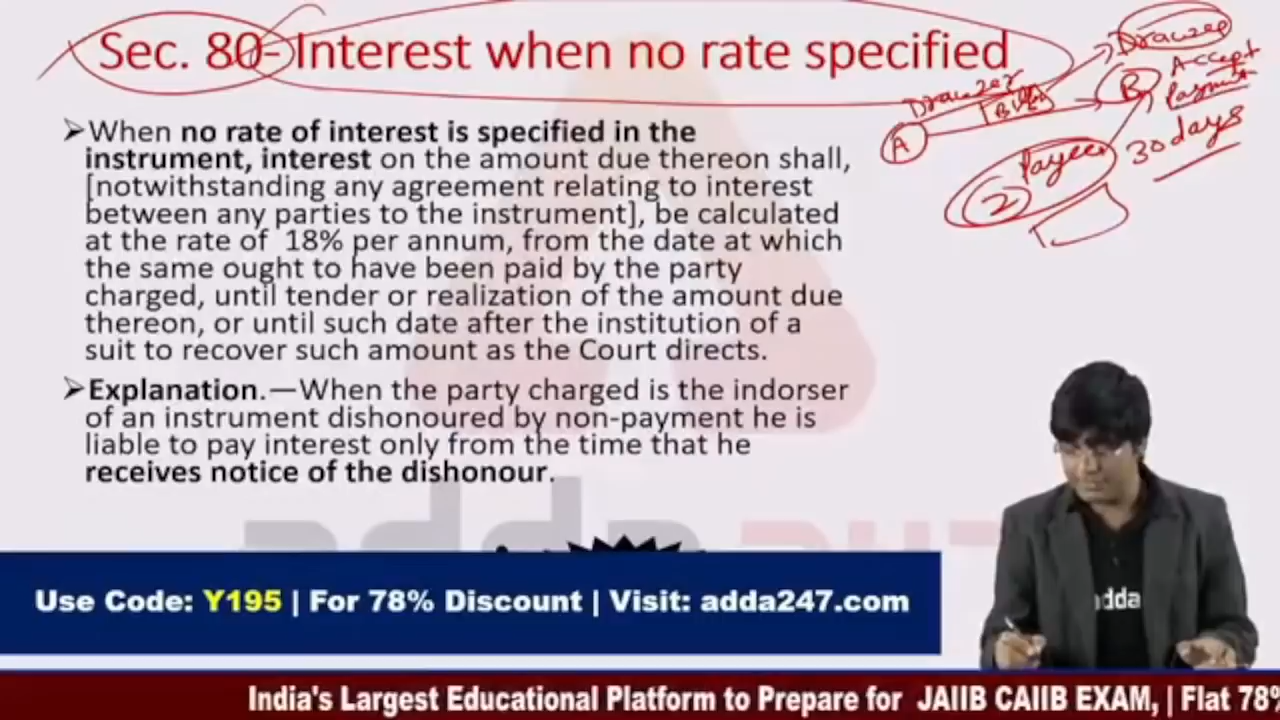 Sec. 80- Interest when no rate specified
Drawee
Accept
Payment
Drawer
Bill
A
B
Payee
30 days
2
➢When no rate of interest is specified in the
instrument, interest on the amount due thereon shall,
[notwithstanding any agreement relating to interest
between any parties to the instrument], be calculated
at the rate of 18% per annum, from the date at which
the same ought to have been paid by the party
charged, until tender or realization of the amount due
thereon, or until such date after the institution of a
suit to recover such amount as the Court directs.
➢Explanation.—When the party charged is the indorser
of an instrument dishonoured by non-payment he is
liable to pay interest only from the time that he
receives notice of the dishonour.
adda
Use Code: Y195 | For 78% Discount | Visit: adda247.com
India's Largest Educational Platform to Prepare for JAIIB CAIIB EXAM, | Flat 78%